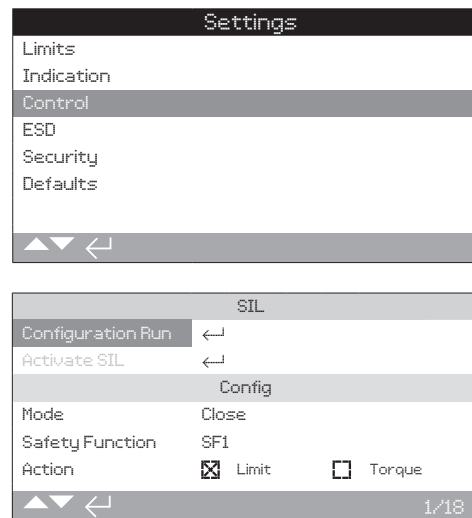 Settings
Limits
Indication
Control
ESD
Security
Defaults
SIL
Configuration Run
Activate SIL
Config
Mode Close
Safety Function SF1
Action Limit Torque
1/18